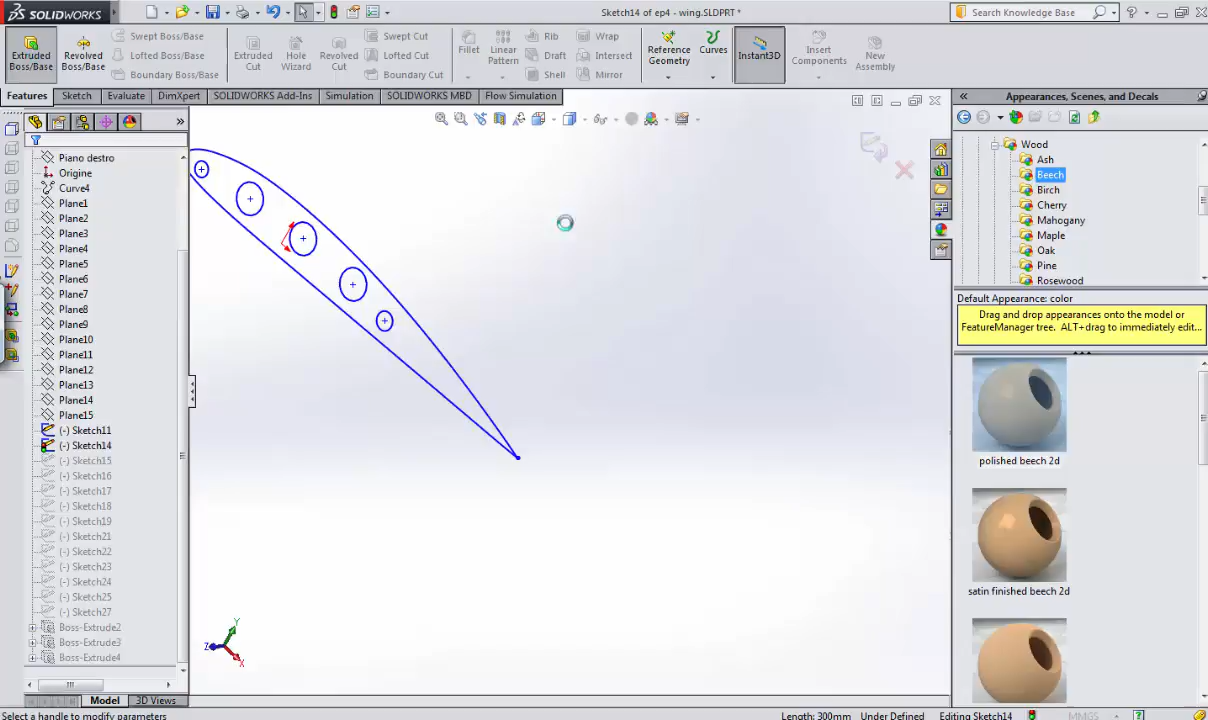 SOLIDWORKS
Sketch14 of ep4 - wing.SLDPRT *
Search Knowledge Base
Extruded Boss/Base
Revolved Boss/Base
Swept Boss/Base
Lofted Boss/Base
Boundary Boss/Base
Extruded Cut
Hole Wizard
Revolved Cut
Swept Cut
Lofted Cut
Boundary Cut
Fillet
Linear Pattern
Rib
Draft
Shell
Wrap
Intersect
Mirror
Reference Geometry
Curves
Instant3D
Insert Components
New Assembly
Features
Sketch
Evaluate
DimXpert
SOLIDWORKS Add-Ins
Simulation
SOLIDWORKS MBD
Flow Simulation
Piano destro
Origine
Curve4
Plane1
Plane2
Plane3
Plane4
Plane5
Plane6
Plane7
Plane8
Plane9
Plane10
Plane11
Plane12
Plane13
Plane14
Plane15
(-) Sketch11
(-) Sketch14
(-) Sketch15
(-) Sketch16
(-) Sketch17
(-) Sketch18
(-) Sketch19
(-) Sketch21
(-) Sketch22
(-) Sketch23
(-) Sketch24
(-) Sketch25
(-) Sketch27
Boss-Extrude2
Boss-Extrude3
Boss-Extrude4
Y
Z
X
Appearances, Scenes, and Decals
Wood
Ash
Beech
Birch
Cherry
Mahogany
Maple
Oak
Pine
Rosewood
Default Appearance: color
Drag and drop appearances onto the model or
FeatureManager tree. ALT+drag to immediately edit...
polished beech 2d
satin finished beech 2d
Model
3D Views
Select a handle to modify parameters
Length: 300mm
Under Defined
Editing Sketch14
MMGS